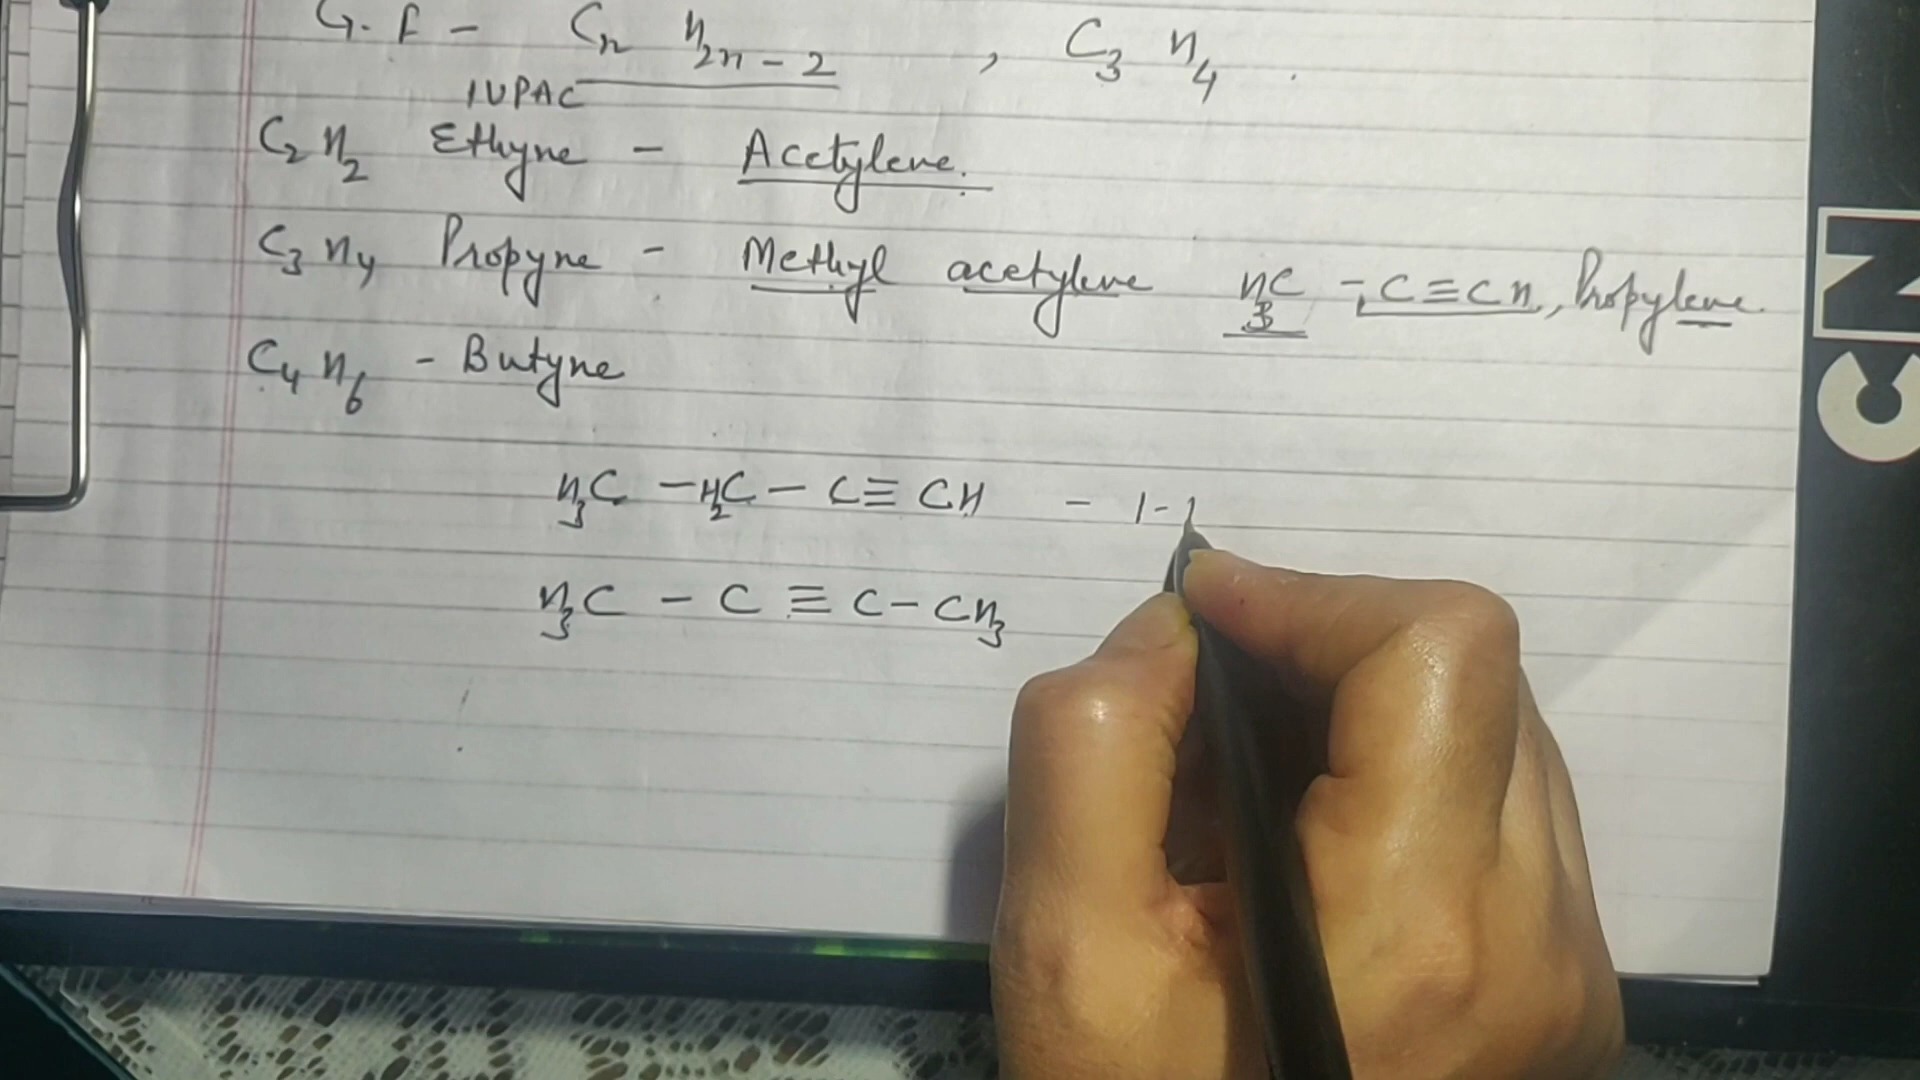 G.F - CnH2n-2 , C3H4.
IUPAC
C2H2 Ethyne - Acetylene.
C3H4 Propyne - Methyl acetylene H3C - C≡CH, Propylene.
C4H6 - Butyne
H3C - H2C - C≡CH - 1-
H3C - C≡C - CH3
CN